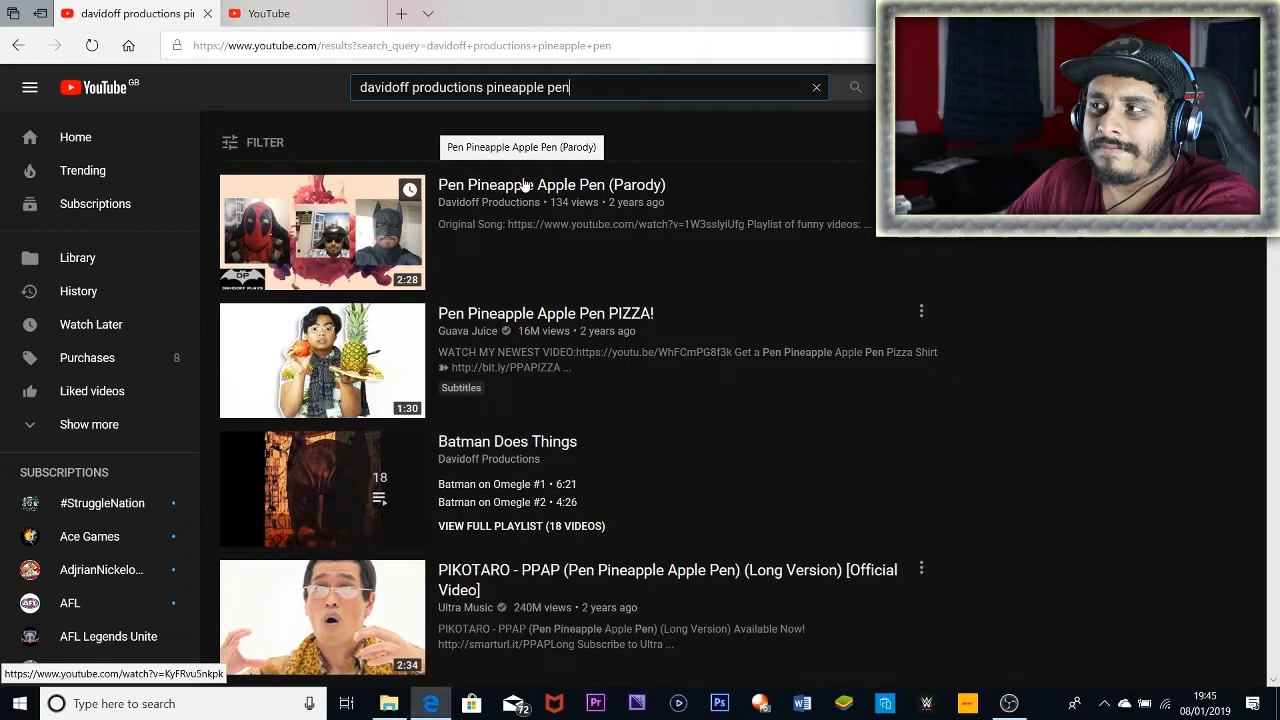 davidoff productions pi
YouTube
https://www.youtube.com/results?search_query=davidoff+productions+pineapple+pen
YouTube GB
davidoff productions pineapple pen
Home
Trending
Subscriptions
Library
History
Watch Later
Purchases 8
Liked videos
Show more
SUBSCRIPTIONS
#StruggleNation
Ace Games
AdjrianNickelo...
AFL
AFL Legends Unite
https://www.youtube.com/watch?v=KyFRvu5nkpk
FILTER
Pen Pineapple Apple Pen (Parody)
Pen Pineapple Apple Pen (Parody)
Davidoff Productions • 134 views • 2 years ago
Original Song: https://www.youtube.com/watch?v=1W3ssIyiUfg Playlist of funny videos: ...
DP
DAVIDOFF PLAYS
2:28
Pen Pineapple Apple Pen PIZZA!
Guava Juice 16M views • 2 years ago
WATCH MY NEWEST VIDEO:https://youtu.be/WhFCmPG8f3k Get a Pen Pineapple Apple Pen Pizza Shirt
http://bit.ly/PPAPIZZA ...
Subtitles
1:30
Batman Does Things
Davidoff Productions
Batman on Omegle #1 • 6:21
Batman on Omegle #2 • 4:26
VIEW FULL PLAYLIST (18 VIDEOS)
18
PIKOTARO - PPAP (Pen Pineapple Apple Pen) (Long Version) [Official
Video]
Ultra Music 240M views • 2 years ago
PIKOTARO - PPAP (Pen Pineapple Apple Pen) (Long Version) Available Now!
http://smarturl.it/PPAPLong Subscribe to Ultra ...
2:34
Type here to search
72
Pr
Ps
W
19:45
08/01/2019